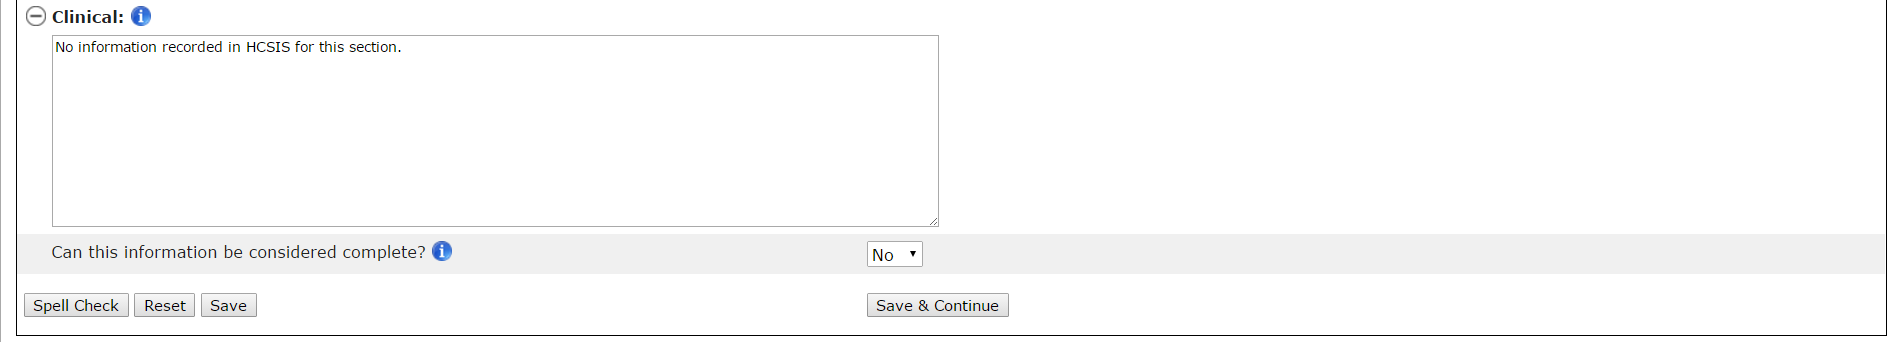 Clinical:
No information recorded in HCSIS for this section.
Can this information be considered complete? No
Spell Check Reset Save Save & Continue